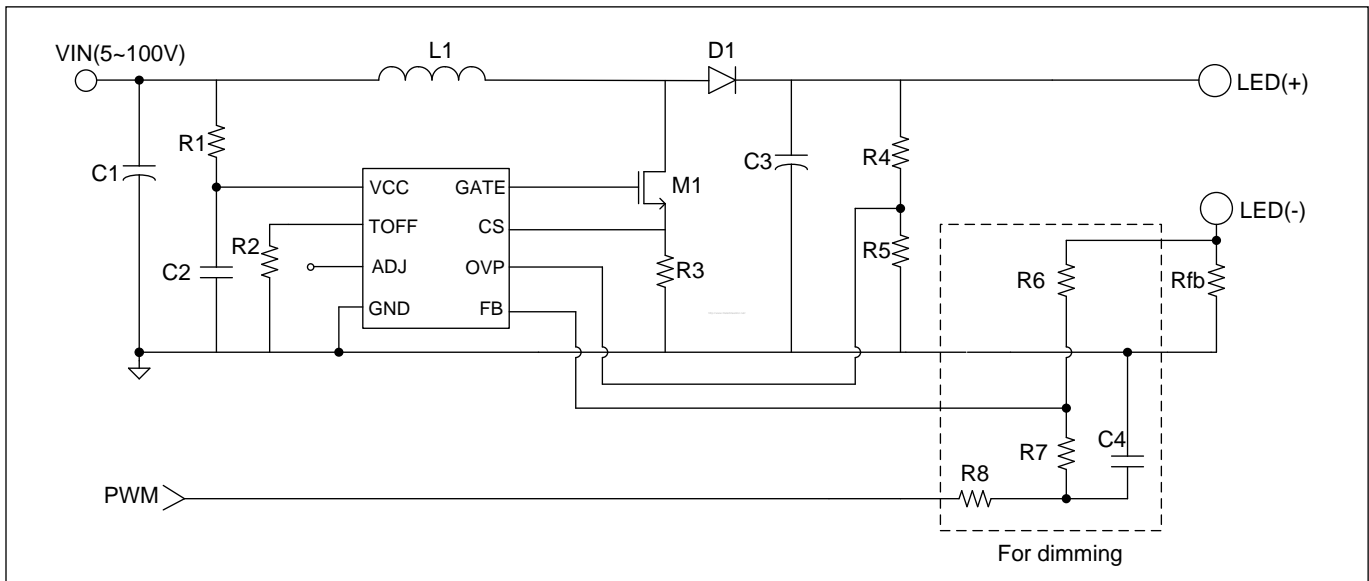 VIN(5~100V)
L1
D1
LED(+)
R1
C1
C3
R4
VCC
GATE
M1
LED(-)
TOFF
CS
R2
R5
C2
ADJ
OVP
R3
R6
Rfb
GND
FB
R7
C4
R8
PWM
For dimming